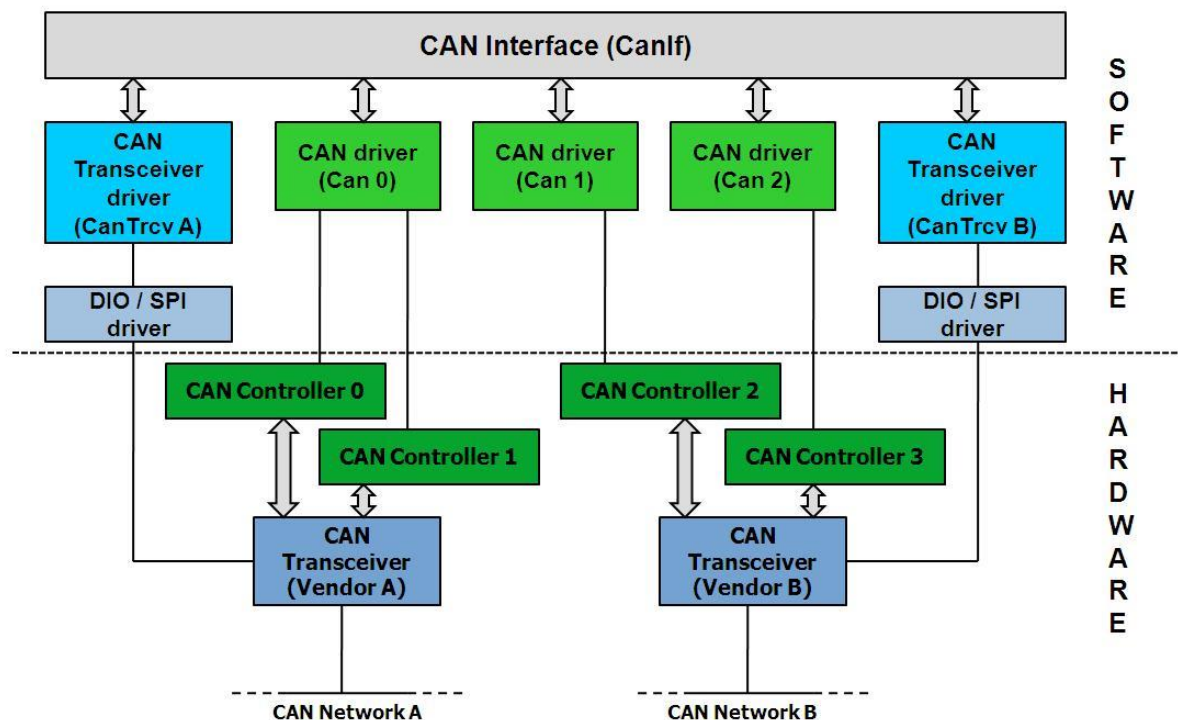 CAN Interface (CanIf)
CAN
Transceiver
driver
(CanTrcv A)
CAN driver
(Can 0)
CAN driver
(Can 1)
CAN driver
(Can 2)
CAN
Transceiver
driver
(CanTrcv B)
DIO / SPI
driver
DIO / SPI
driver
SOFTWARE
CAN Controller 0
CAN Controller 1
CAN Controller 2
CAN Controller 3
CAN
Transceiver
(Vendor A)
CAN
Transceiver
(Vendor B)
HARDWARE
CAN Network A
CAN Network B